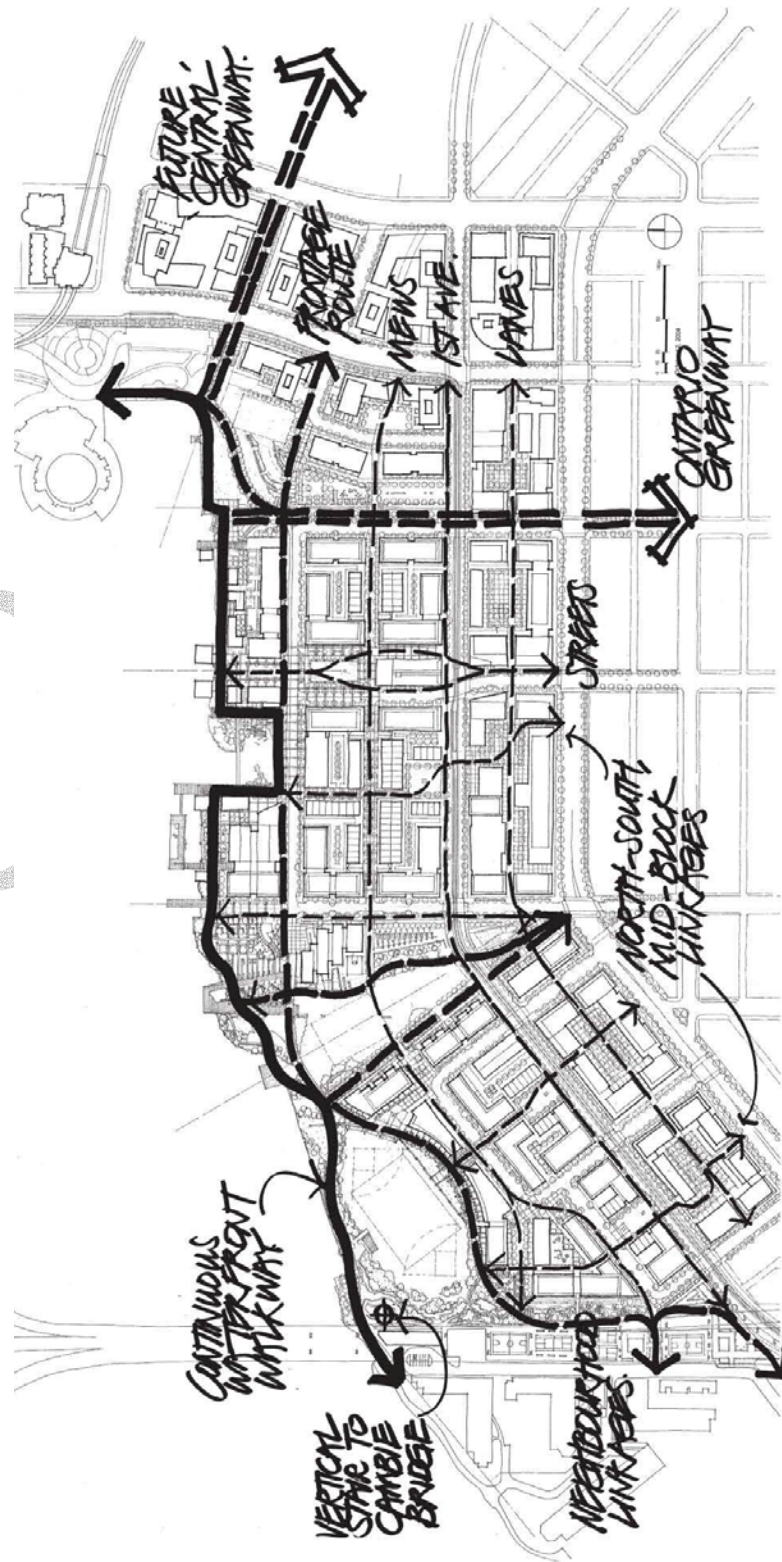 FUTURE
CENTRAL
GREENWAY.
FRONTAGE
ROUTE
MEWS
1ST AVE.
LANES
ONTARIO
GREENWAY
STREETS
NORTH-SOUTH,
MID-BLOCK
LINKAGES
CONTINUOUS
WATERFRONT
WALKWAY
VERTICAL
STAIR TO
CAMBIE
BRIDGE
NEIGHBOURHOOD
LINKAGES.
2004